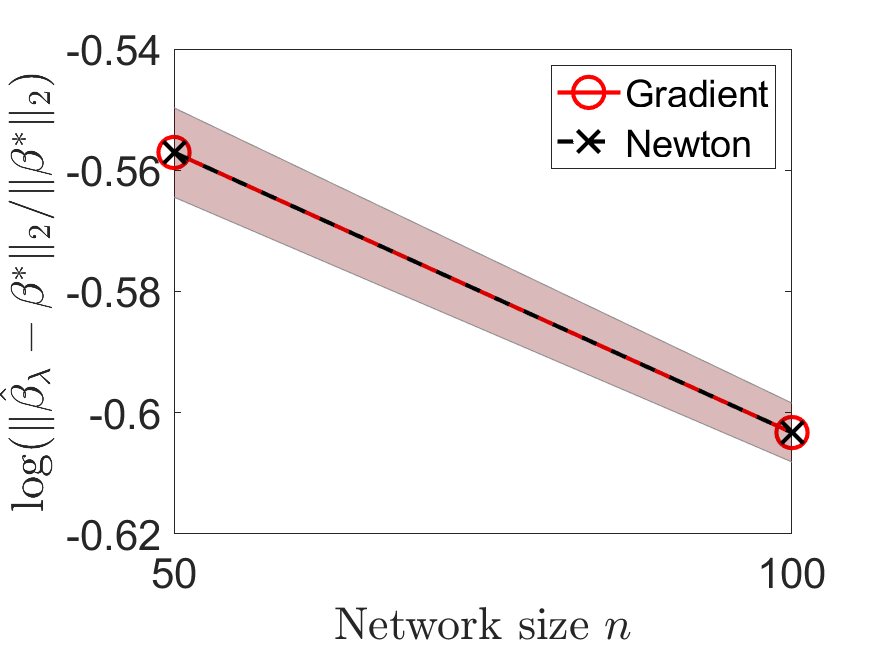 -0.54
-0.56
-0.58
-0.6
-0.62
50
100
Network size n
log(||β̂_λ − β*||₂/||β*||₂)
Gradient
Newton